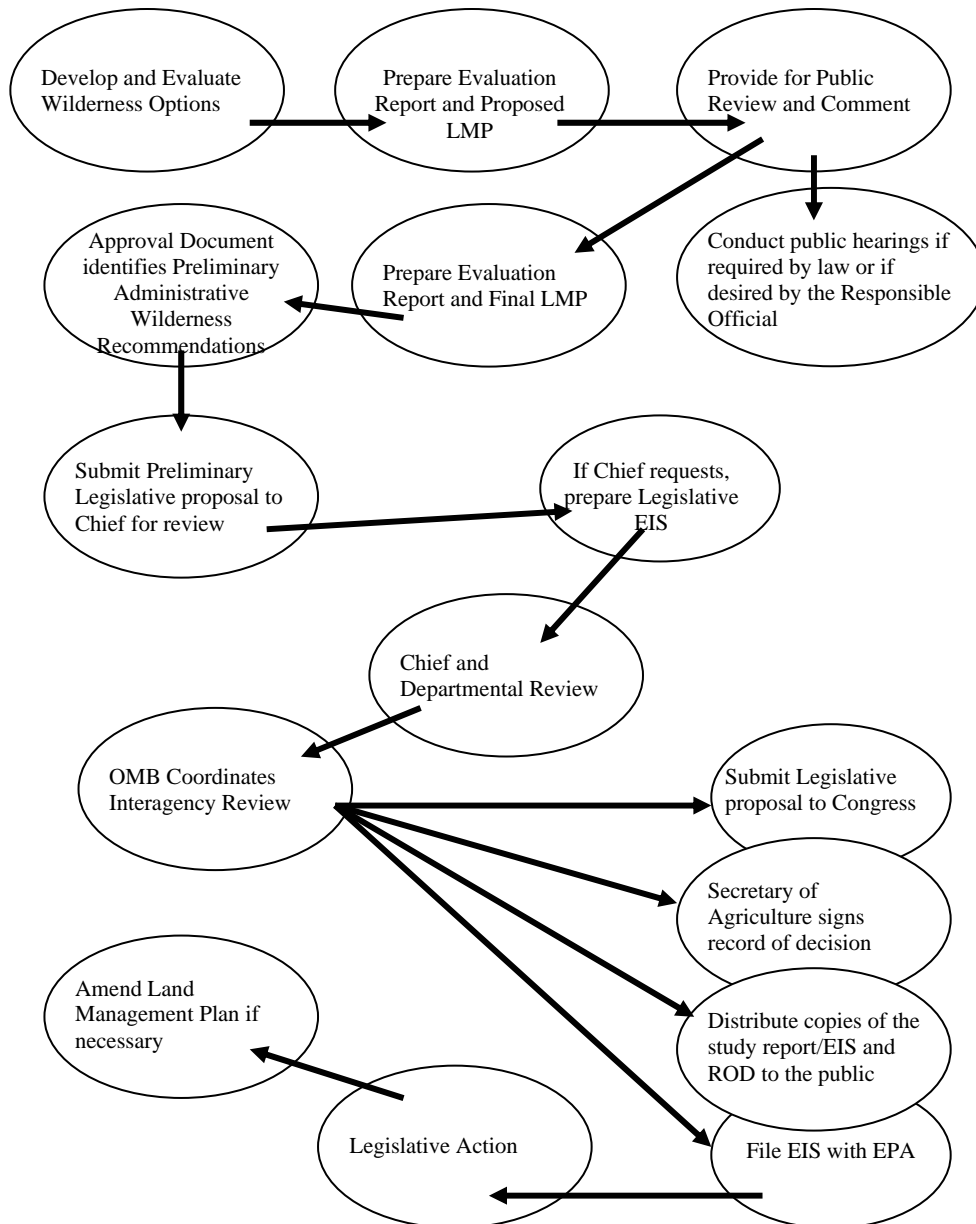 Develop and Evaluate
Wilderness Options
Prepare Evaluation
Report and Proposed
LMP
Provide for Public
Review and Comment
Conduct public hearings if
required by law or if
desired by the Responsible
Official
Prepare Evaluation
Report and Final LMP
Approval Document
identifies Preliminary
Administrative
Wilderness
Recommendations
Submit Preliminary
Legislative proposal to
Chief for review
If Chief requests,
prepare Legislative
EIS
Chief and
Departmental Review
OMB Coordinates
Interagency Review
Submit Legislative
proposal to Congress
Secretary of
Agriculture signs
record of decision
Distribute copies of the
study report/EIS and
ROD to the public
File EIS with EPA
Legislative Action
Amend Land
Management Plan if
necessary